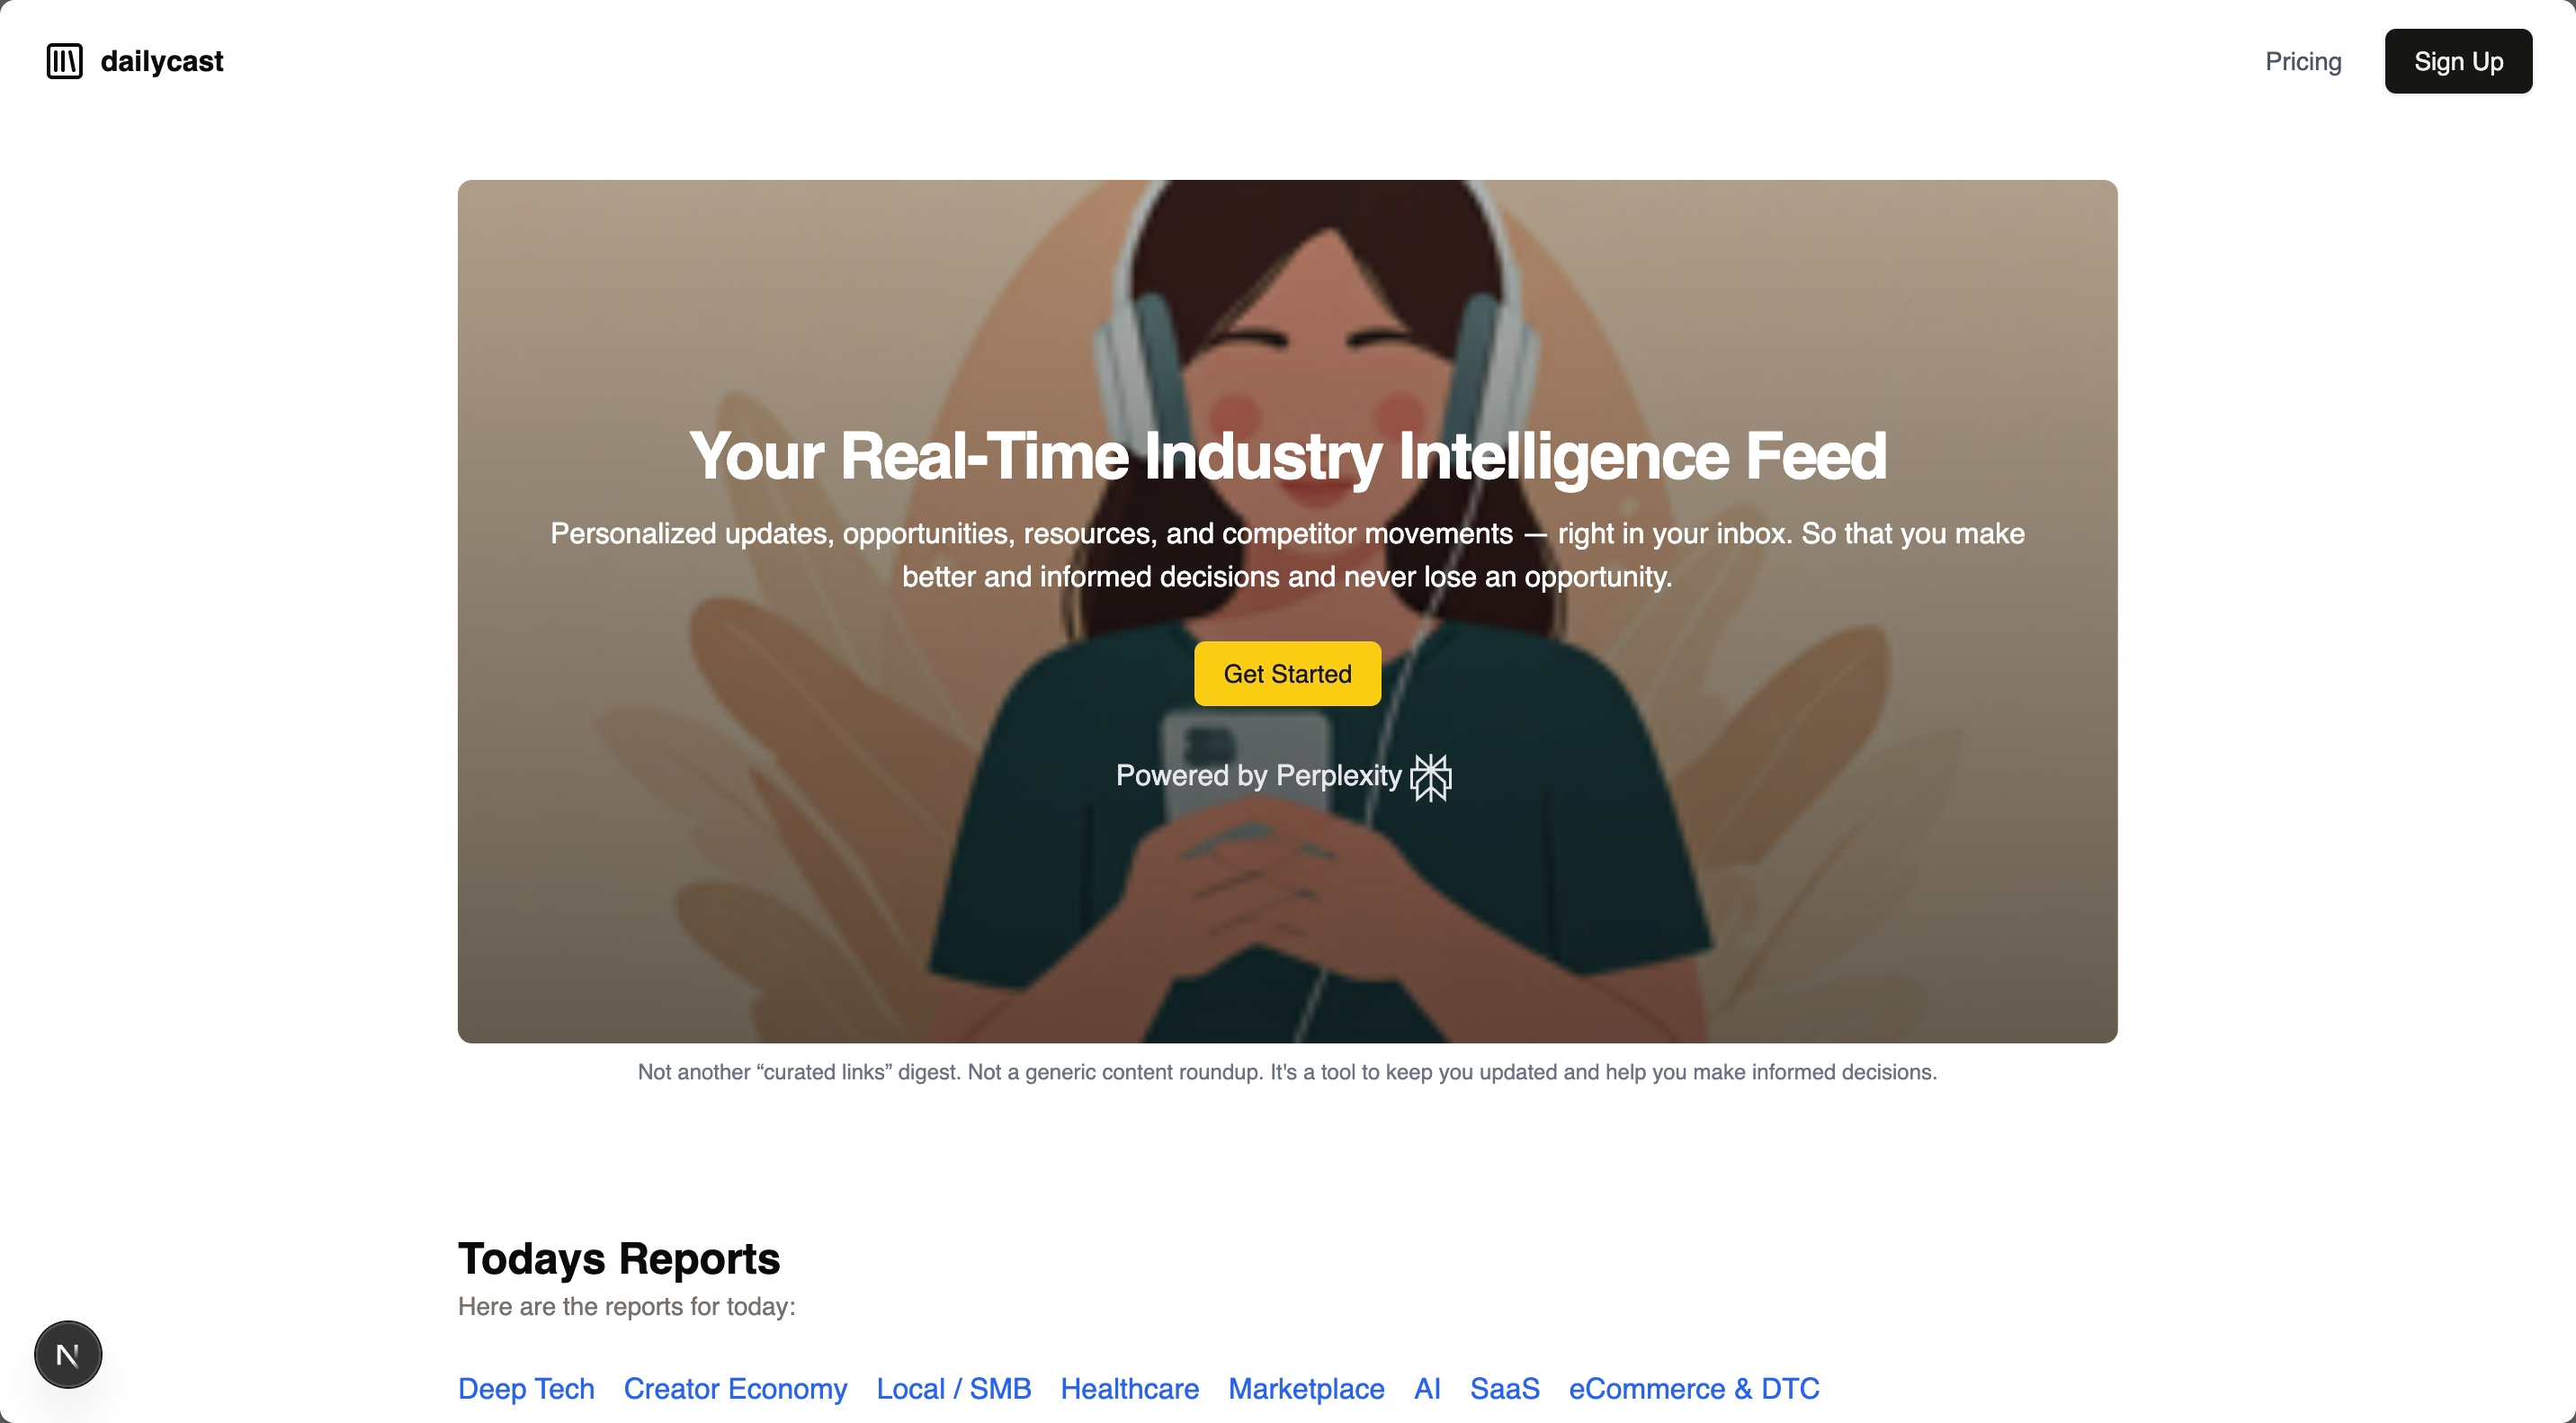 dailycast
Pricing
Sign Up
Your Real-Time Industry Intelligence Feed
Personalized updates, opportunities, resources, and competitor movements — right in your inbox. So that you make
better and informed decisions and never lose an opportunity.
Get Started
Powered by Perplexity
Not another “curated links” digest. Not a generic content roundup. It's a tool to keep you updated and help you make informed decisions.
Todays Reports
Here are the reports for today:
N
Deep Tech Creator Economy Local / SMB Healthcare Marketplace AI SaaS eCommerce & DTC